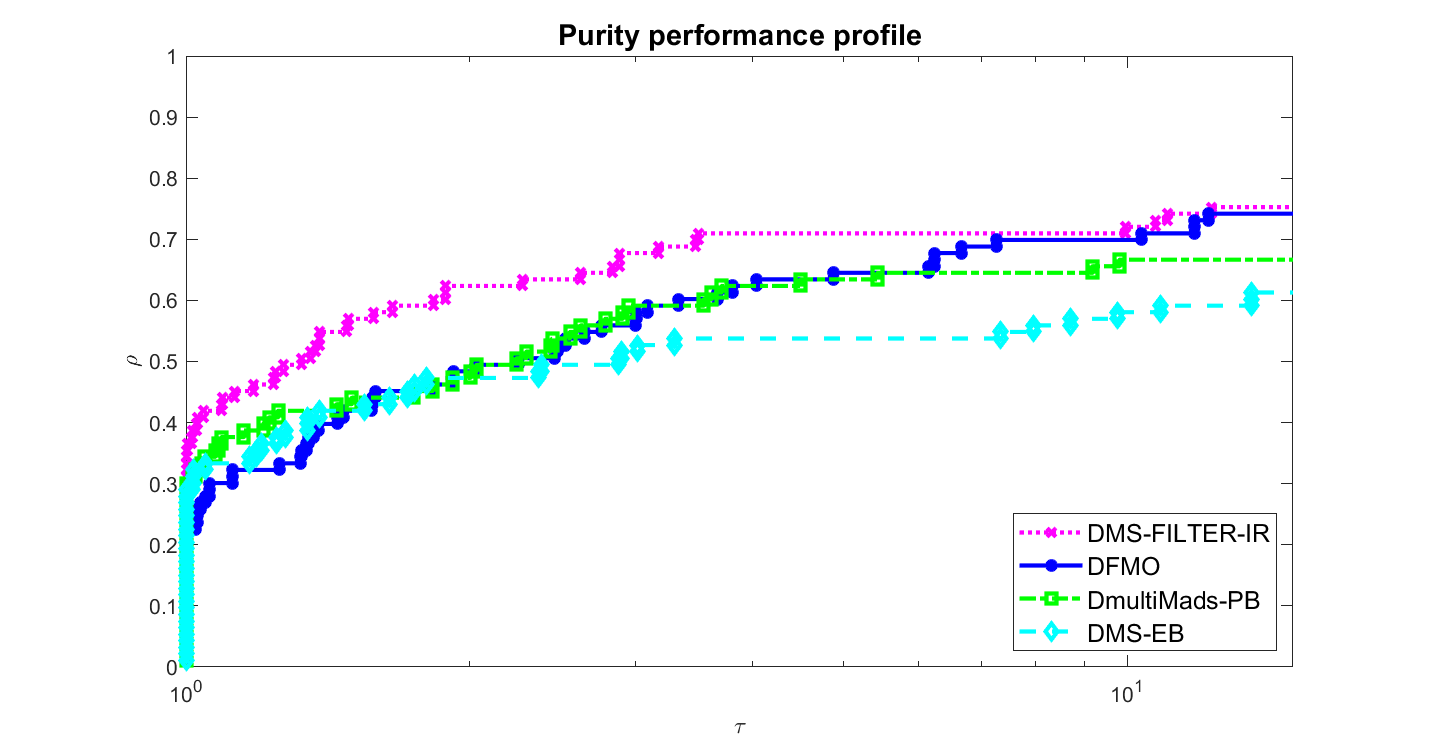 Purity performance profile
1
0.9
0.8
0.7
0.6
0.5
0.4
0.3
0.2
0.1
0
ρ
10⁰
10¹
τ
DMS-FILTER-IR
DFMO
DmultiMads-PB
DMS-EB